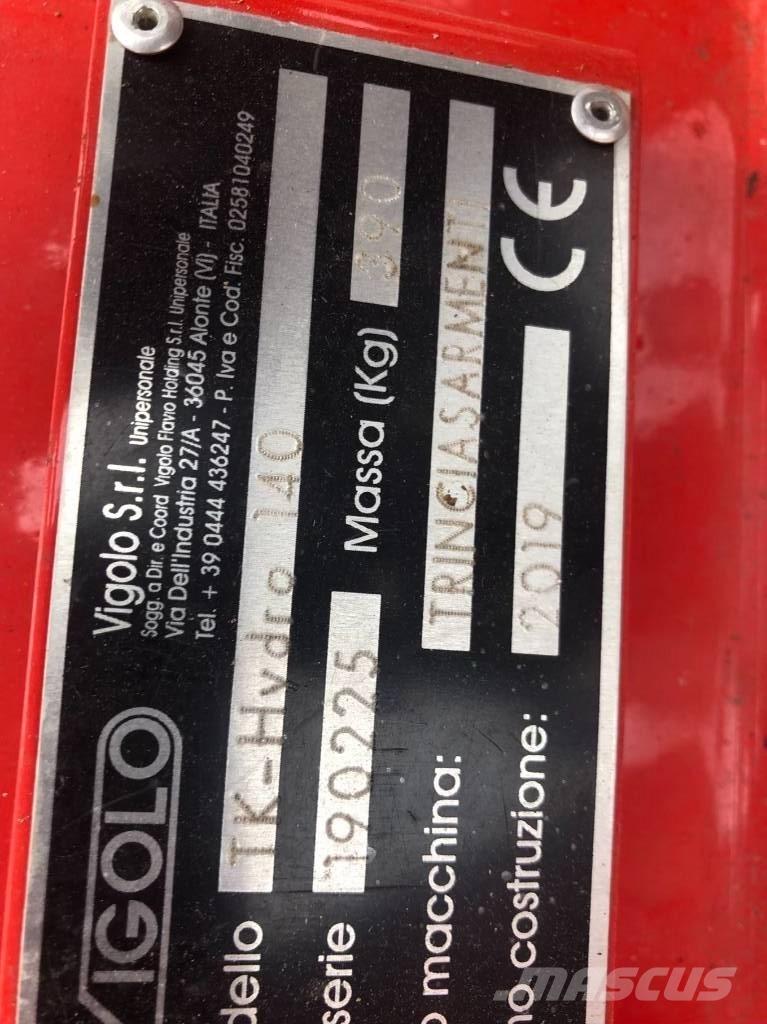 VIGOLO
Vigolo S.r.l. Unipersonale
Sogg. a Dir. e Coord Vigolo Flavio Holding S.r.l. Unipersonale
Via Dell'Industria 27/A - 36045 Alonte (VI) - ITALIA
Tel. + 39 0444 436247 - P. Iva e Cod. Fisc. 02581040249
dello TK-Hydro 140
serie 190225 Massa (Kg) 390
o macchina: TRINCIASARMENTI
no costruzione: 2019 CE
MASCUS